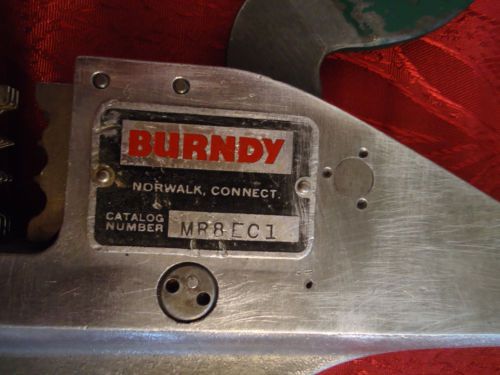 BURNDY
NORWALK, CONNECT.
CATALOG
NUMBER
MR8EC1